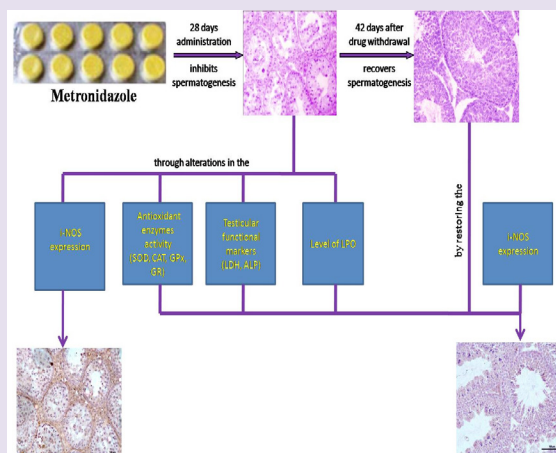 Metronidazole
28 days
administration
inhibits
spermatogenesis
42 days after
drug withdrawal
recovers
spermatogenesis
through alterations in the
by restoring the
I-NOS
expression
Antioxidant
enzymes
activity
(SOD, CAT, GPx,
GR)
Testicular
functional
markers
(LDH, ALP)
Level of LPO
I-NOS
expression